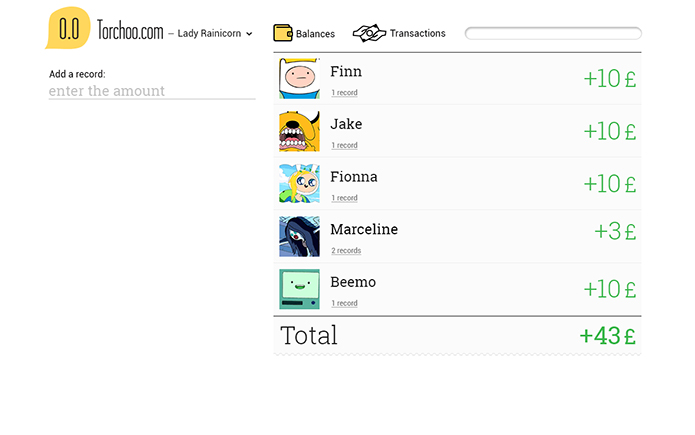 0.0 Torchoo.com – Lady Rainicorn
Balances
Transactions
Add a record:
enter the amount
Finn
1 record
+10 £
Jake
1 record
+10 £
Fionna
1 record
+10 £
Marceline
2 records
+3 £
Beemo
1 record
+10 £
Total
+43 £